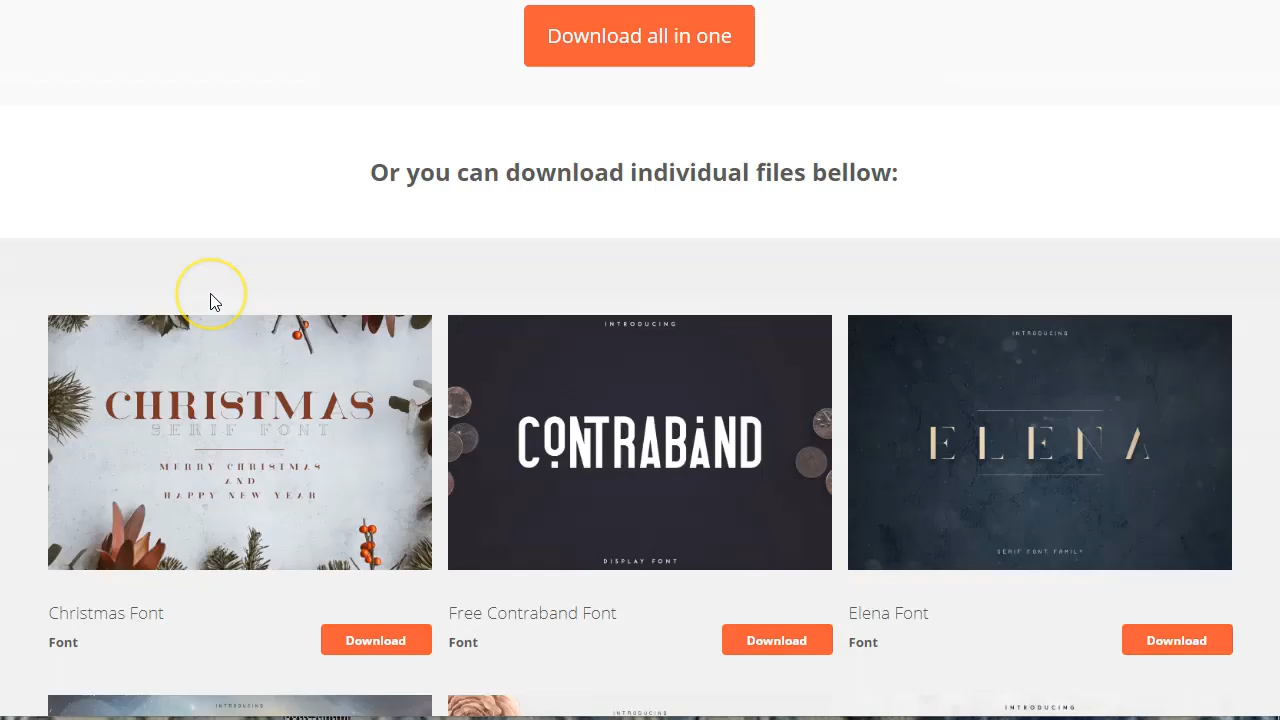 Download all in one
Or you can download individual files bellow:
CHRISTMAS
SERIF FONT
MERRY CHRISTMAS
AND
HAPPY NEW YEAR
INTRODUCING
CONTRABAND
DISPLAY FONT
INTRODUCING
ELENA
SERIF FONT FAMILY
Christmas Font
Font
Download
Free Contraband Font
Font
Download
Elena Font
Font
Download
INTRODUCING
INTRODUCING
INTRODUCING